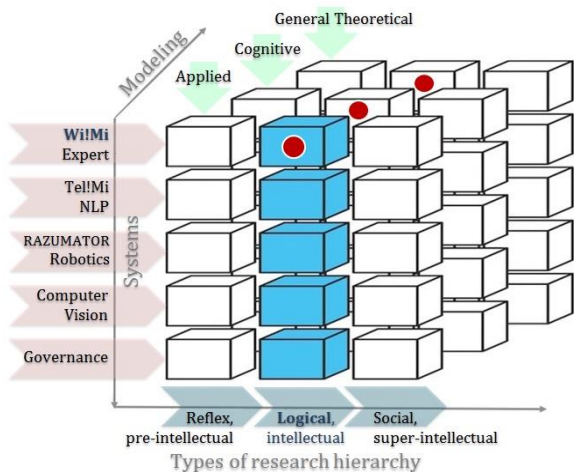 General Theoretical
Cognitive
Applied
Modeling
Wi!Mi
Expert
Tel!Mi
NLP
RAZUMATOR
Robotics
Computer
Vision
Governance
Systems
Reflex,
pre-intellectual
Logical,
intellectual
Social,
super-intellectual
Types of research hierarchy